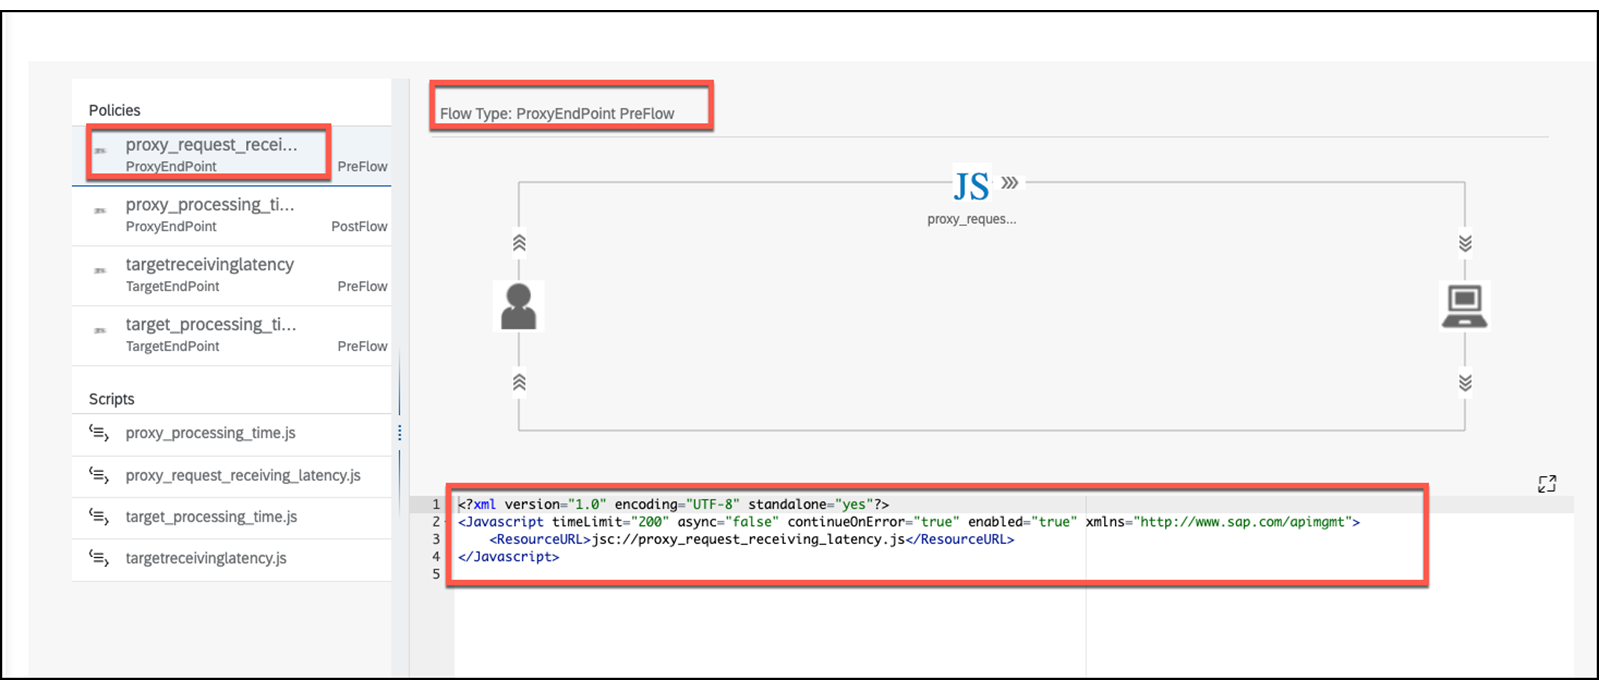 Policies
proxy_request_recei...
ProxyEndPoint PreFlow
proxy_processing_ti...
ProxyEndPoint PostFlow
targetreceivinglatency
TargetEndPoint PreFlow
target_processing_ti...
TargetEndPoint PreFlow
Scripts
proxy_processing_time.js
proxy_request_receiving_latency.js
target_processing_time.js
targetreceivinglatency.js
Flow Type: ProxyEndPoint PreFlow
JS
proxy_reques...
1 <?xml version="1.0" encoding="UTF-8" standalone="yes"?>
2 <Javascript timeLimit="200" async="false" continueOnError="true" enabled="true" xmlns="http://www.sap.com/apimgmt">
3 <ResourceURL>jsc://proxy_request_receiving_latency.js</ResourceURL>
4 </Javascript>
5